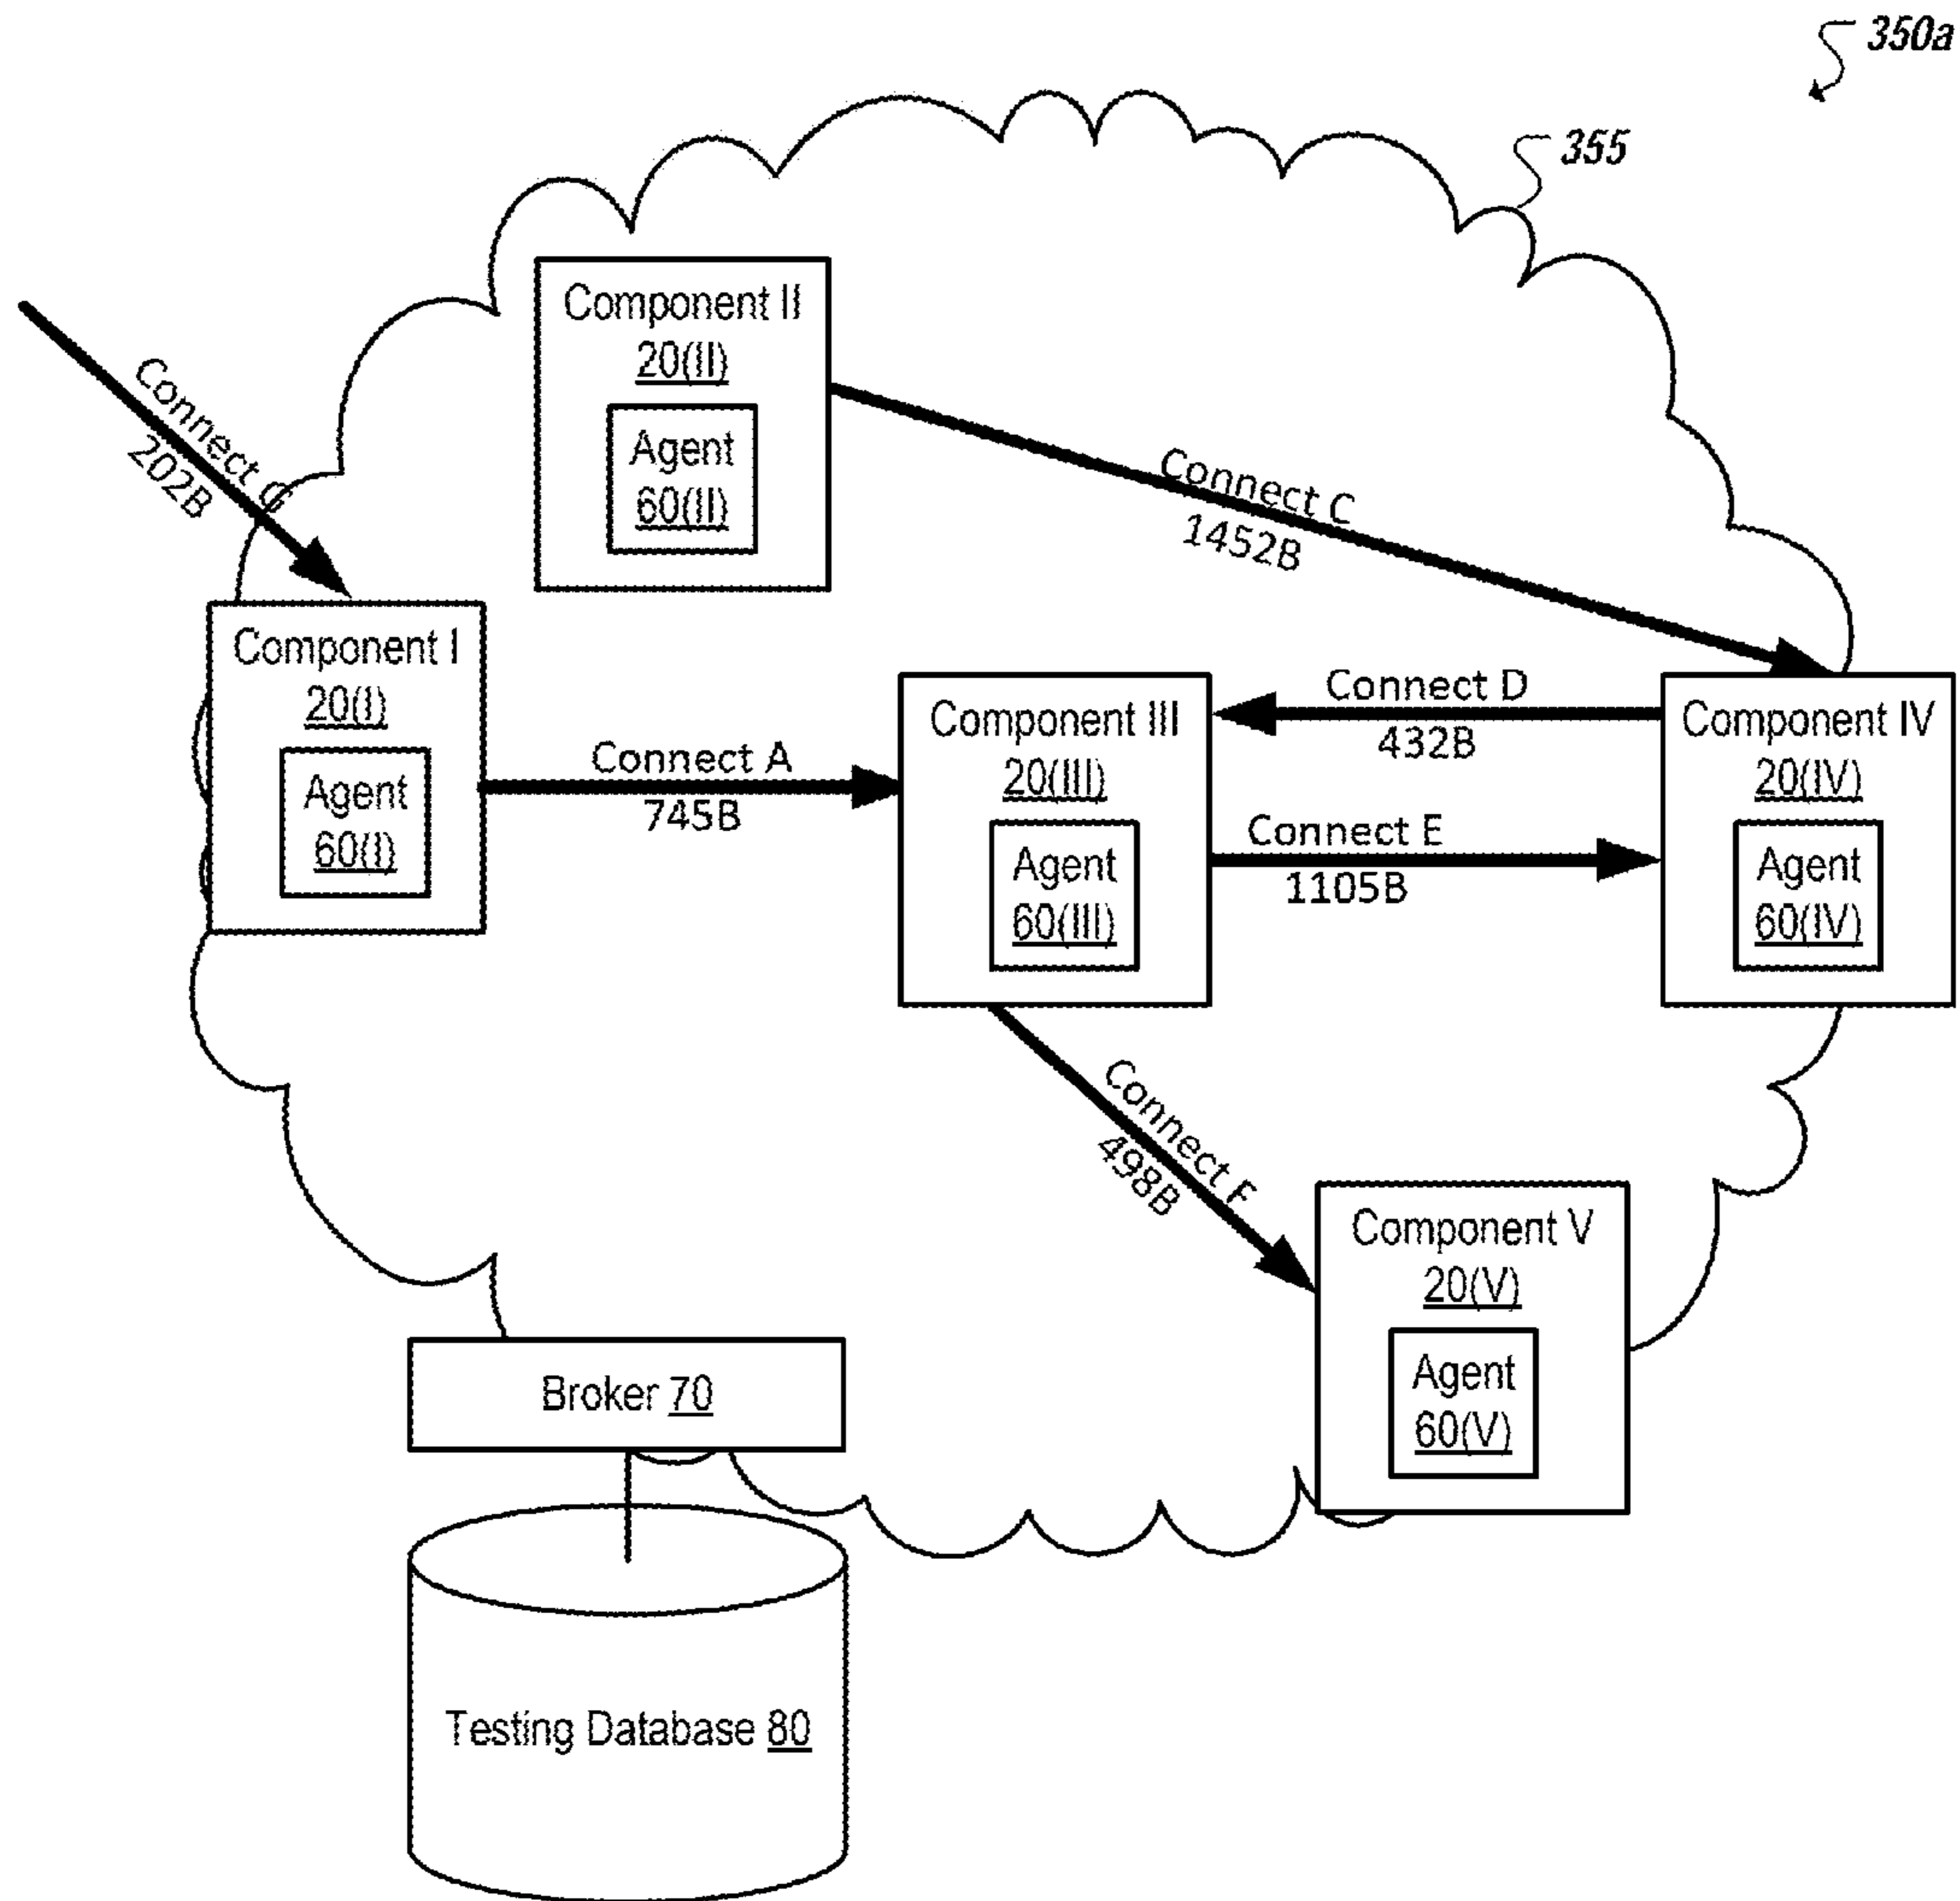 350a
355
Component II
20(II)
Agent
60(II)
Connect G
202B
Connect C
1452B
Component I
20(I)
Agent
60(I)
Connect A
745B
Component III
20(III)
Agent
60(III)
Connect D
432B
Connect E
1105B
Component IV
20(IV)
Agent
60(IV)
Connect F
498B
Component V
20(V)
Agent
60(V)
Broker 70
Testing Database 80